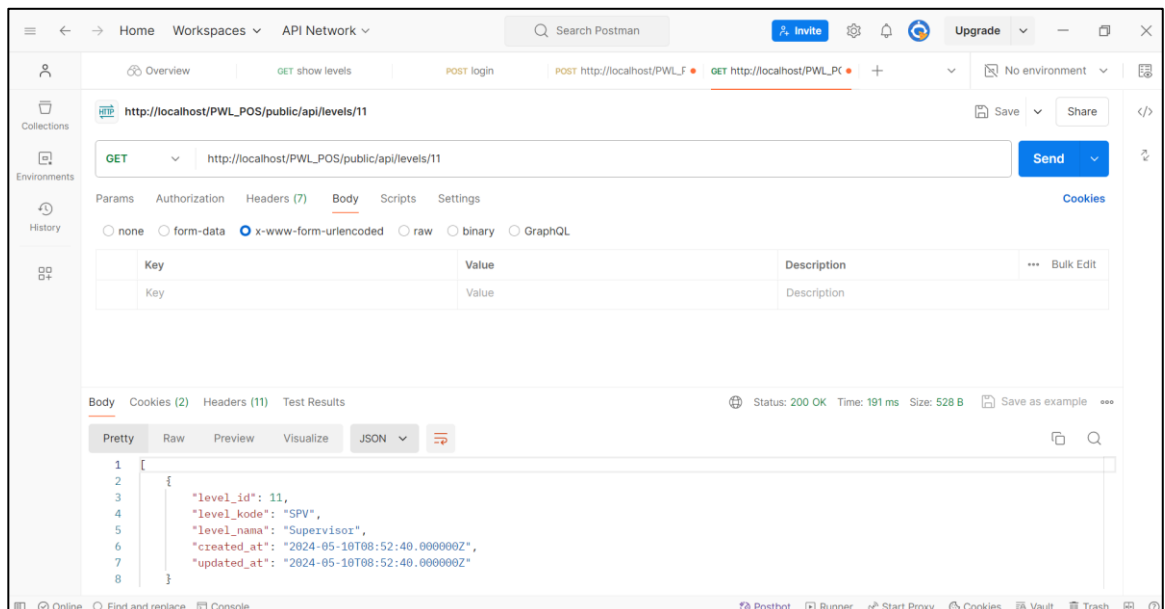 Home Workspaces API Network Search Postman Invite Upgrade
Overview GET show levels POST login POST http://localhost/PWL_F GET http://localhost/PWL_P( No environment
HTTP http://localhost/PWL_POS/public/api/levels/11 Save Share
Collections
GET http://localhost/PWL_POS/public/api/levels/11 Send
Environments
Params Authorization Headers (7) Body Scripts Settings Cookies
History
none form-data x-www-form-urlencoded raw binary GraphQL
Key Value Description Bulk Edit
Key Value Description
Body Cookies (2) Headers (11) Test Results Status: 200 OK Time: 191 ms Size: 528 B Save as example
Pretty Raw Preview Visualize JSON
1 [
2 {
3 "level_id": 11,
4 "level_kode": "SPV",
5 "level_nama": "Supervisor",
6 "created_at": "2024-05-10T08:52:40.000000Z",
7 "updated_at": "2024-05-10T08:52:40.000000Z"
8 }
Online Find and replace Console Postbot Runner Start Proxy Cookies Vault Trash